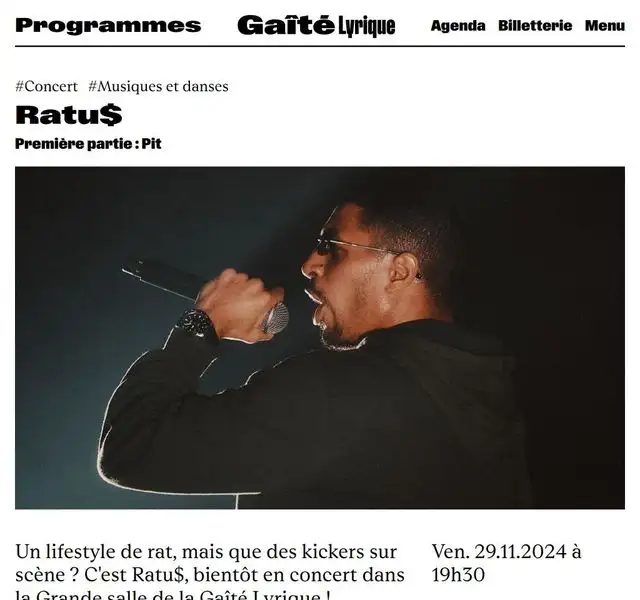 Programmes Gaîté Lyrique Agenda Billetterie Menu
#Concert #Musiques et danses
Ratu$
Première partie : Pit
Un lifestyle de rat, mais que des kickers sur
scène ? C'est Ratu$, bientôt en concert dans
la Grande salle de la Gaîté Lyrique !
Ven. 29.11.2024 à
19h30